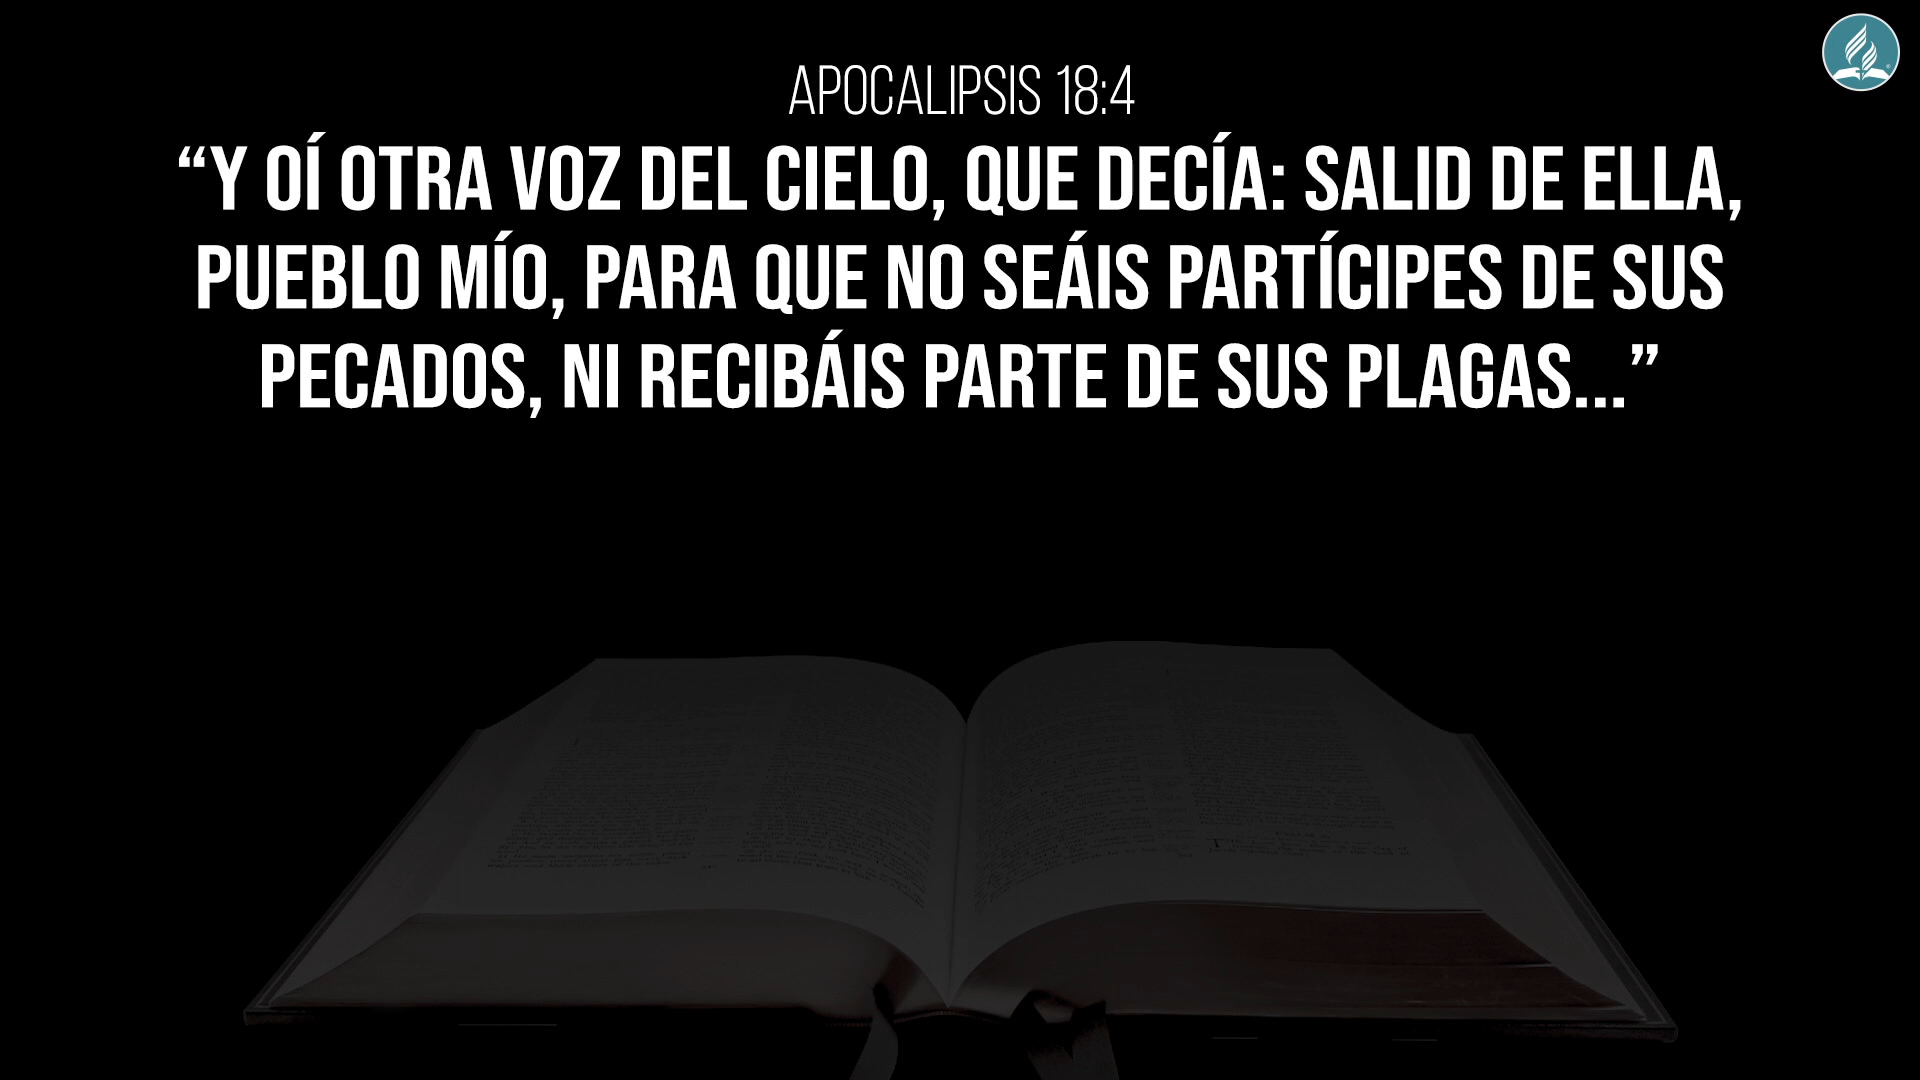 APOCALIPSIS 18:4
“Y OÍ OTRA VOZ DEL CIELO, QUE DECÍA: SALID DE ELLA,
PUEBLO MÍO, PARA QUE NO SEÁIS PARTÍCIPES DE SUS
PECADOS, NI RECIBÁIS PARTE DE SUS PLAGAS...”